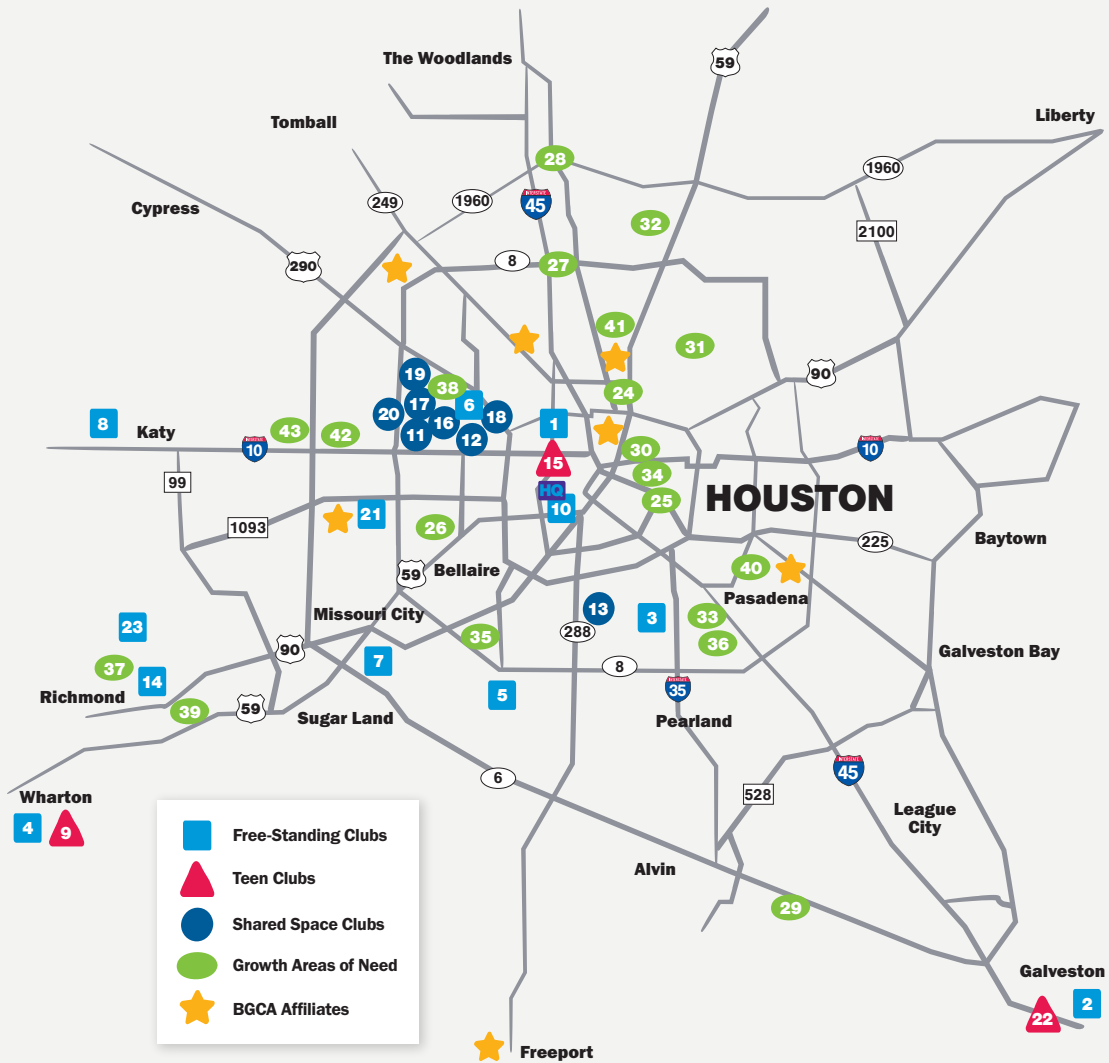 The Woodlands
59
Liberty
Tomball
28
1960
249
1960
INTERSTATE
45
Cypress
32
2100
290
8
27
41
31
90
19
38
24
17
6
20
16
18
8
1
11
12
43
42
Katy
INTERSTATE
10
30
INTERSTATE
10
15
34
99
HQ
25
HOUSTON
10
21
1093
26
225
Baytown
59
Bellaire
40
Pasadena
Missouri City
13
3
33
23
288
35
36
90
Galveston Bay
7
8
37
14
Richmond
5
INTERSTATE
35
39
59
Sugar Land
Pearland
6
INTERSTATE
45
528
Wharton
4
9
League
City
Free-Standing Clubs
Teen Clubs
Alvin
29
Shared Space Clubs
Growth Areas of Need
Galveston
BGCA Affiliates
22
2
Freeport